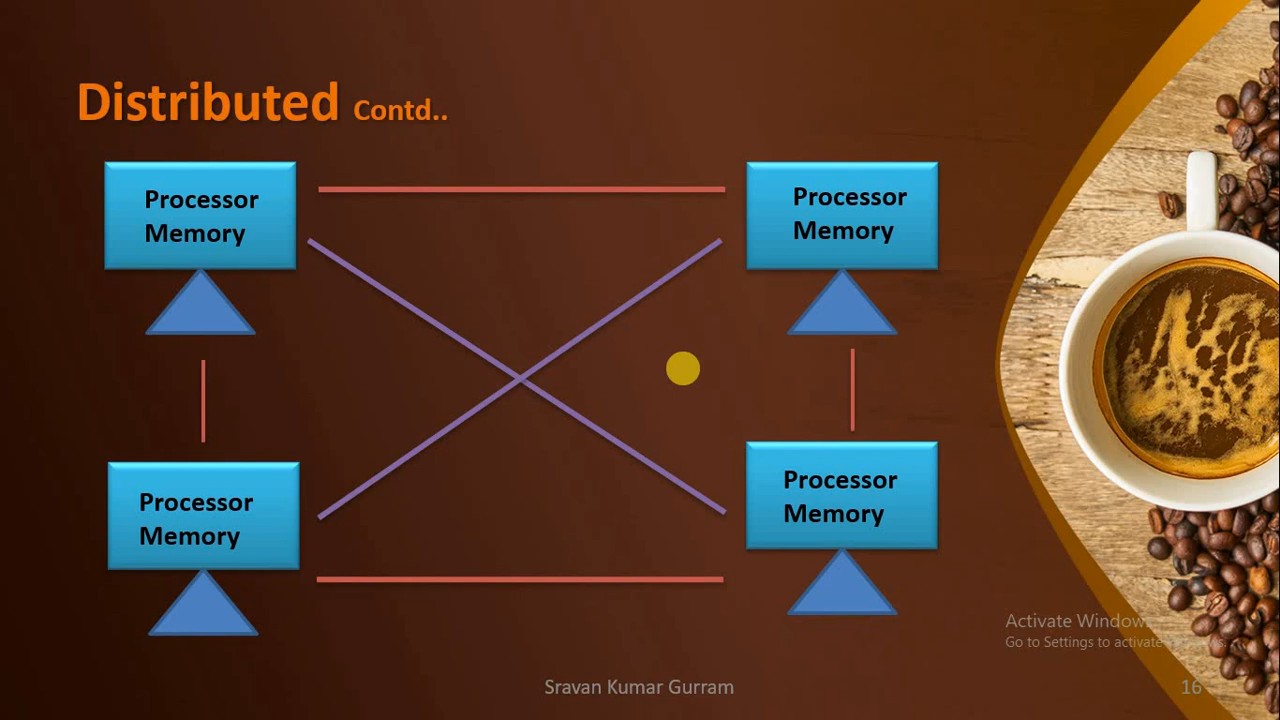 Distributed Contd..
Processor
Memory
Processor
Memory
Processor
Memory
Processor
Memory
Activate Window
Go to Settings to activate
Sravan Kumar Gurram
16